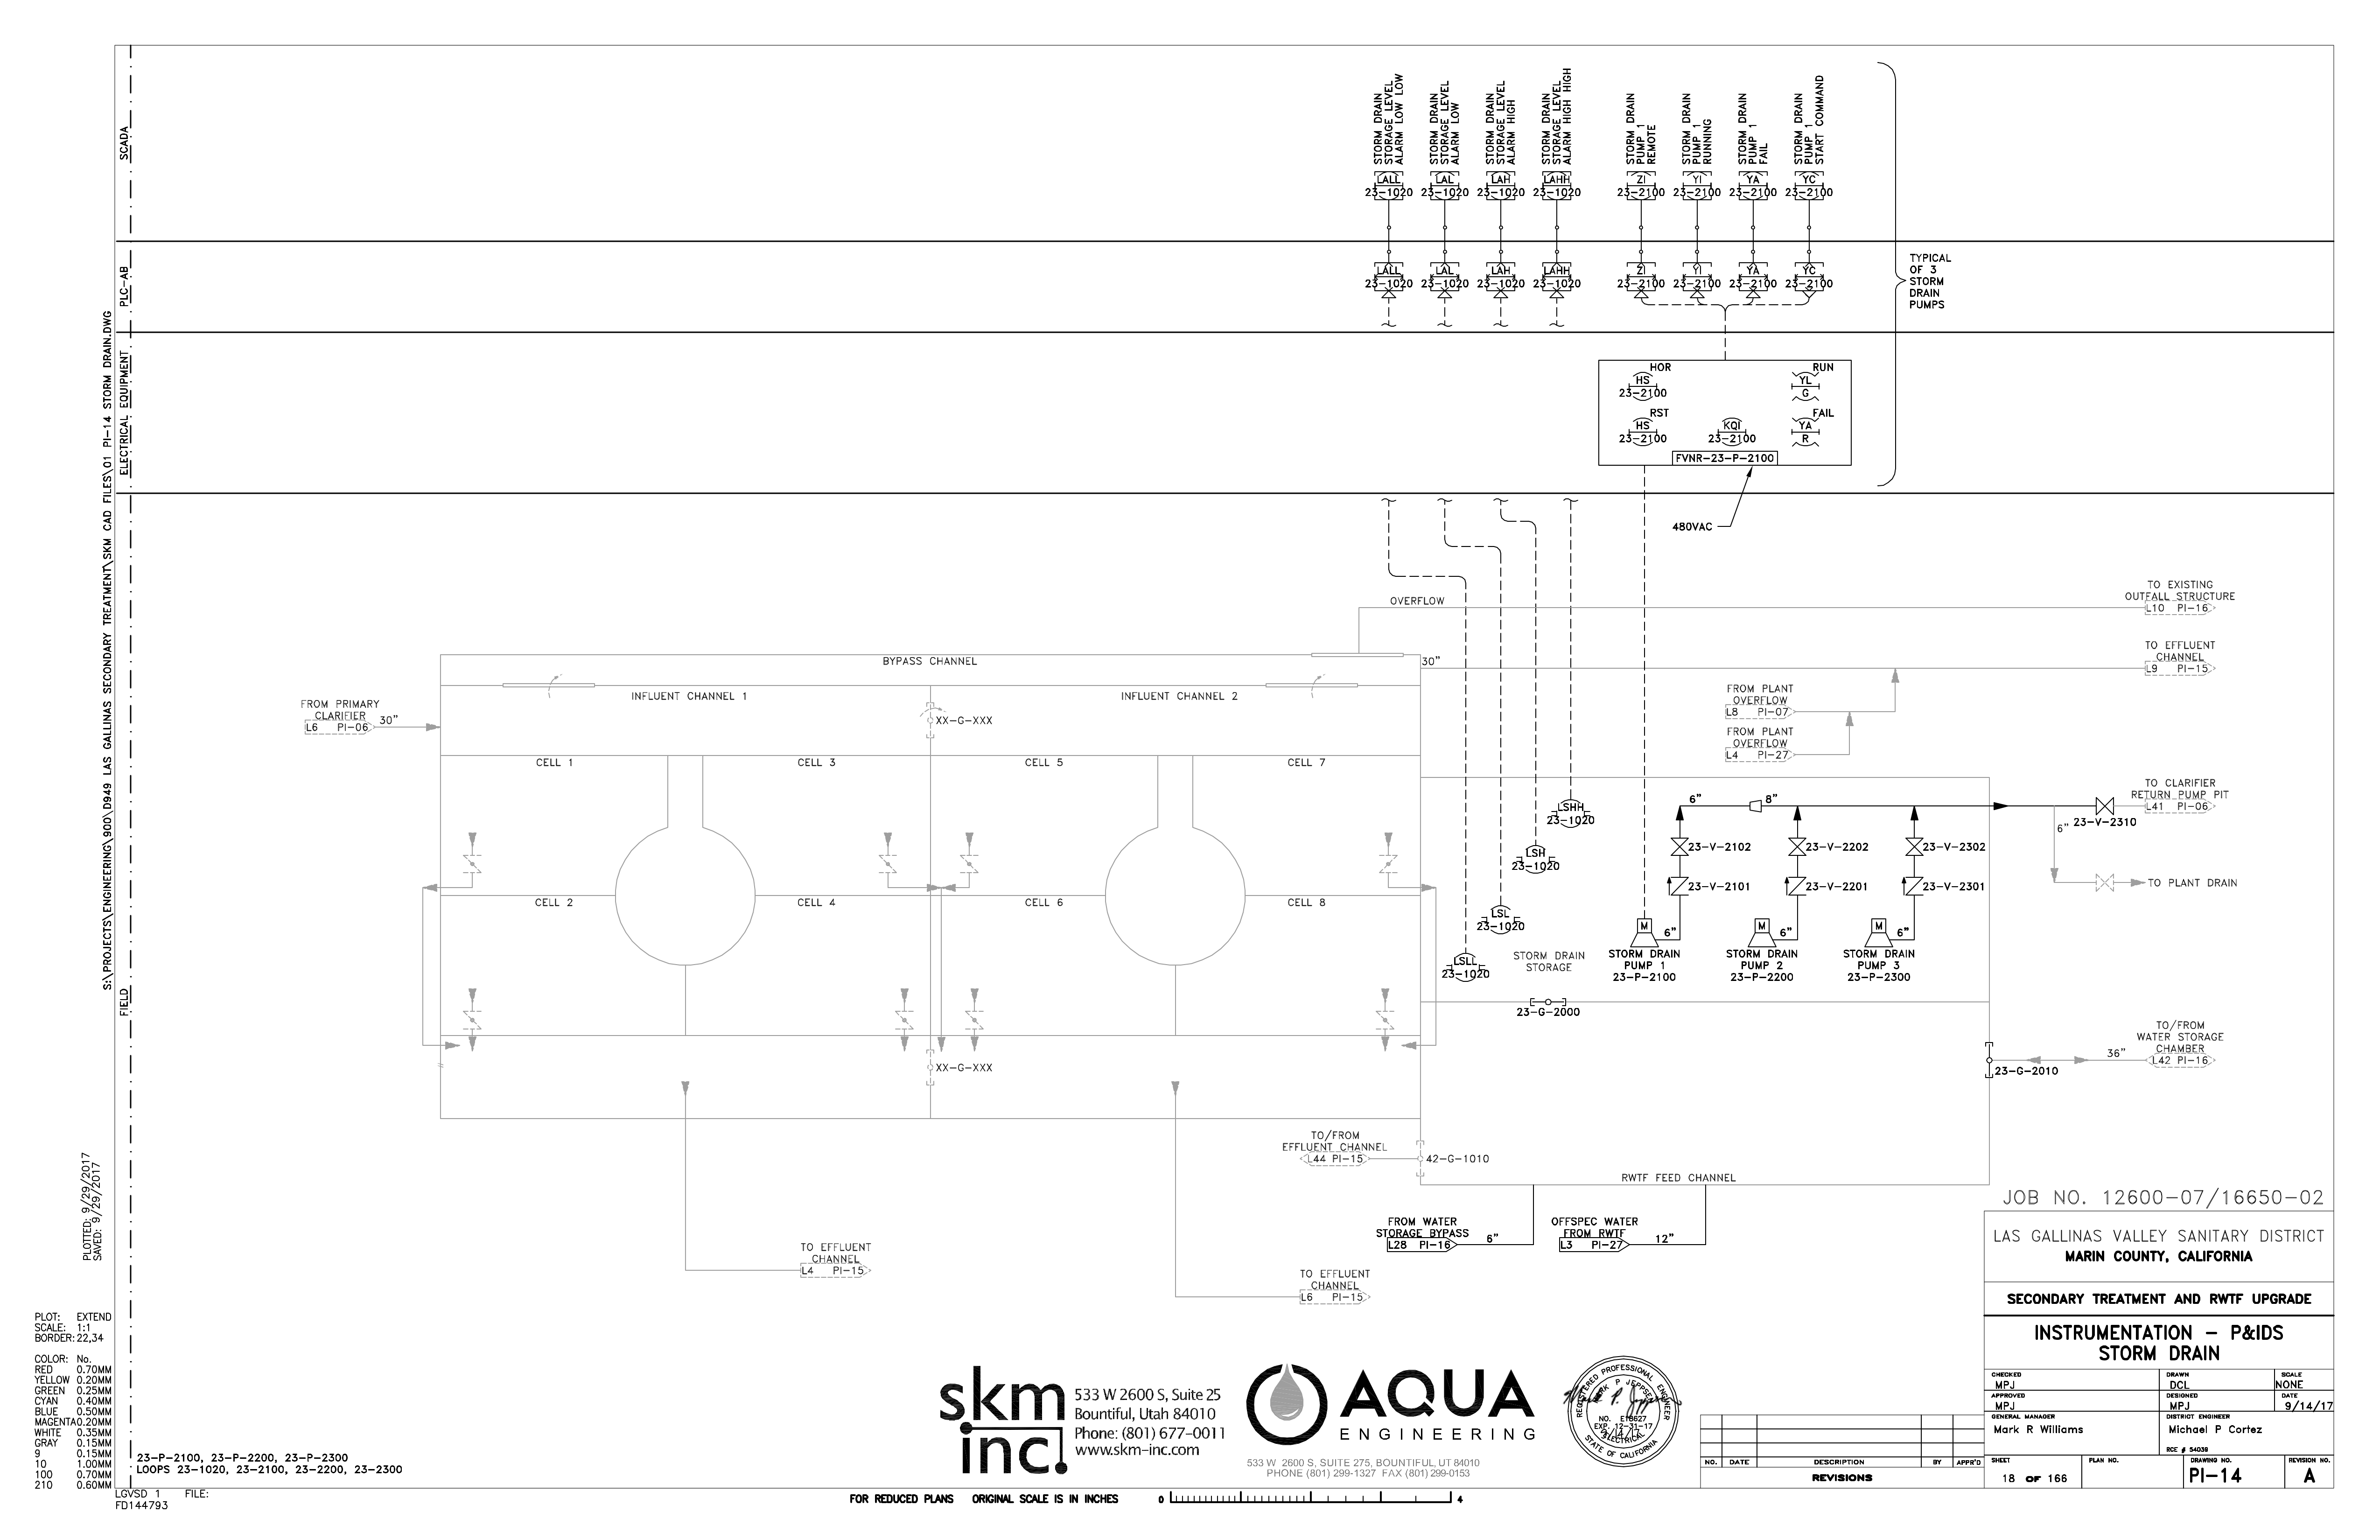 SCADA
PLC-AB
ELECTRICAL EQUIPMENT
FIELD
S:\PROJECTS\ENGINEERING\900\D949 LAS GALLINAS SECONDARY TREATMENT\SKM CAD FILES\01 PI-14 STORM DRAIN.DWG
PLOTTED: 9/29/2017
SAVED: 9/29/2017
STORM DRAIN
STORAGE LEVEL
ALARM LOW LOW
STORM DRAIN
STORAGE LEVEL
ALARM LOW
STORM DRAIN
STORAGE LEVEL
ALARM HIGH
STORM DRAIN
STORAGE LEVEL
ALARM HIGH HIGH
STORM DRAIN
PUMP 1
REMOTE
STORM DRAIN
PUMP 1
RUNNING
STORM DRAIN
PUMP 1
FAIL
STORM DRAIN
PUMP 1
START COMMAND
LALL LAL LAH LAHH ZI YI YA YC
23-1020 23-1020 23-1020 23-1020 23-2100 23-2100 23-2100 23-2100
LALL LAL LAH LAHH ZI YI YA YC
23-1020 23-1020 23-1020 23-1020 23-2100 23-2100 23-2100 23-2100
TYPICAL
OF 3
STORM
DRAIN
PUMPS
HOR
HS
23-2100
RUN
YL
G
RST
HS
23-2100
KQI
23-2100
FAIL
YA
R
FVNR-23-P-2100
480VAC
OVERFLOW
TO EXISTING
OUTFALL STRUCTURE
L10 PI-16
BYPASS CHANNEL
30"
TO EFFLUENT
CHANNEL
L9 PI-15
INFLUENT CHANNEL 1
INFLUENT CHANNEL 2
FROM PRIMARY
CLARIFIER
L6 PI-06
30"
XX-G-XXX
FROM PLANT
OVERFLOW
L8 PI-07
FROM PLANT
OVERFLOW
L4 PI-27
CELL 1
CELL 3
CELL 5
CELL 7
TO CLARIFIER
RETURN PUMP PIT
L41 PI-06
LSHH
23-1020
6"
8"
23-V-2310
LSH
23-1020
23-V-2102
23-V-2202
23-V-2302
6"
23-V-2101
23-V-2201
23-V-2301
TO PLANT DRAIN
CELL 2
CELL 4
CELL 6
CELL 8
LSL
23-1020
M
6"
M
6"
M
6"
LSLL
23-1020
STORM DRAIN
STORAGE
STORM DRAIN
PUMP 1
23-P-2100
STORM DRAIN
PUMP 2
23-P-2200
STORM DRAIN
PUMP 3
23-P-2300
23-G-2000
TO/FROM
WATER STORAGE
CHAMBER
L42 PI-16
36"
23-G-2010
XX-G-XXX
TO/FROM
EFFLUENT CHANNEL
L44 PI-15
42-G-1010
RWTF FEED CHANNEL
FROM WATER
STORAGE BYPASS
L28 PI-16
6"
OFFSPEC WATER
FROM RWTF
L3 PI-27
12"
TO EFFLUENT
CHANNEL
L4 PI-15
TO EFFLUENT
CHANNEL
L6 PI-15
PLOT: EXTEND
SCALE: 1:1
BORDER: 22,34
COLOR: No.
RED 0.70MM
YELLOW 0.20MM
GREEN 0.25MM
CYAN 0.40MM
BLUE 0.50MM
MAGENTA 0.20MM
WHITE 0.35MM
GRAY 0.15MM
9 0.15MM
10 1.00MM
100 0.70MM
210 0.60MM
23-P-2100, 23-P-2200, 23-P-2300
LOOPS 23-1020, 23-2100, 23-2200, 23-2300
LGVSD 1 FILE:
FD144793
skm
inc.
533 W 2600 S, Suite 25
Bountiful, Utah 84010
Phone: (801) 677-0011
www.skm-inc.com
AQUA
ENGINEERING
533 W 2600 S, SUITE 275, BOUNTIFUL, UT 84010
PHONE (801) 299-1327 FAX (801) 299-0153
REGISTERED PROFESSIONAL ENGINEER
MARK P JEPPSEN
NO. E18627
EXP. 12-31-17
9/14/17
ELECTRICAL
STATE OF CALIFORNIA
FOR REDUCED PLANS ORIGINAL SCALE IS IN INCHES
0 4
NO. DATE DESCRIPTION BY APPR'D
REVISIONS
JOB NO. 12600-07/16650-02
LAS GALLINAS VALLEY SANITARY DISTRICT
MARIN COUNTY, CALIFORNIA
SECONDARY TREATMENT AND RWTF UPGRADE
INSTRUMENTATION - P&IDS
STORM DRAIN
CHECKED
MPJ
DRAWN
DCL
SCALE
NONE
APPROVED
MPJ
DESIGNED
MPJ
DATE
9/14/17
GENERAL MANAGER
Mark R Williams
DISTRICT ENGINEER
Michael P Cortez
RCE # 54039
SHEET
18 OF 166
PLAN NO.
DRAWING NO.
PI-14
REVISION NO.
A